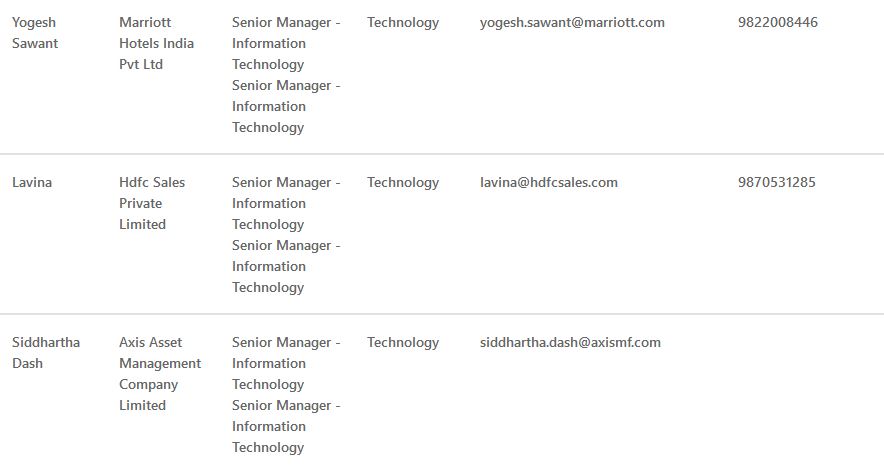 Yogesh Marriott Senior Manager - Technology yogesh.sawant@marriott.com 9822008446
Sawant Hotels India Information
Pvt Ltd Technology
Senior Manager -
Information
Technology
Lavina Hdfc Sales Senior Manager - Technology lavina@hdfcsales.com 9870531285
Private Information
Limited Technology
Senior Manager -
Information
Technology
Siddhartha Axis Asset Senior Manager - Technology siddhartha.dash@axismf.com
Dash Management Information
Company Technology
Limited Senior Manager -
Information
Technology